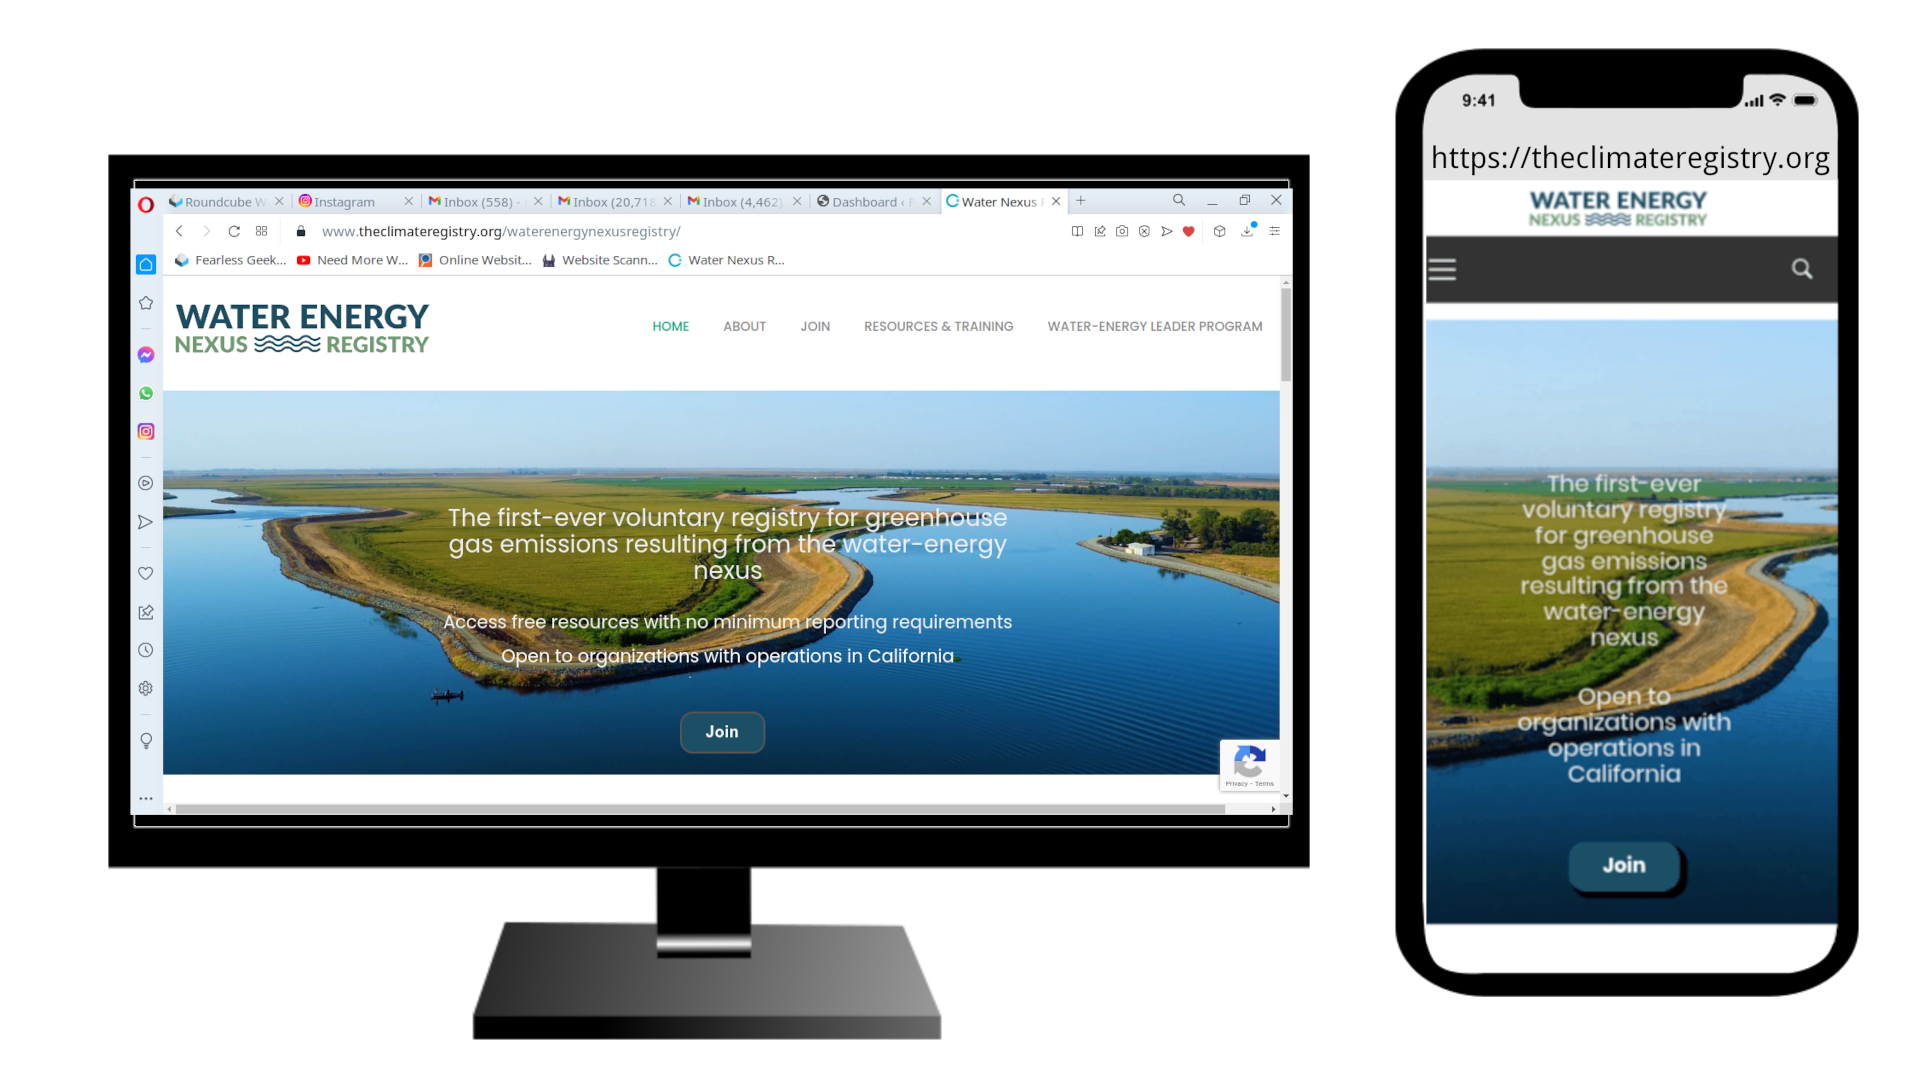 Roundcube W
Instagram
Inbox (558) -
Inbox (20,718
Inbox (4,462)
Dashboard ‹ F
Water Nexus R
www.theclimateregistry.org/waterenergynexusregistry/
Fearless Geek...
Need More W...
Online Websit...
Website Scann...
Water Nexus R...
WATER ENERGY
NEXUS REGISTRY
HOME
ABOUT
JOIN
RESOURCES & TRAINING
WATER-ENERGY LEADER PROGRAM
The first-ever voluntary registry for greenhouse
gas emissions resulting from the water-energy
nexus
Access free resources with no minimum reporting requirements
Open to organizations with operations in California
Join
Privacy - Terms
9:41
https://theclimateregistry.org
WATER ENERGY
NEXUS REGISTRY
The first-ever
voluntary registry
for greenhouse
gas emissions
resulting from the
water-energy
nexus
Open to
organizations with
operations in
California
Join